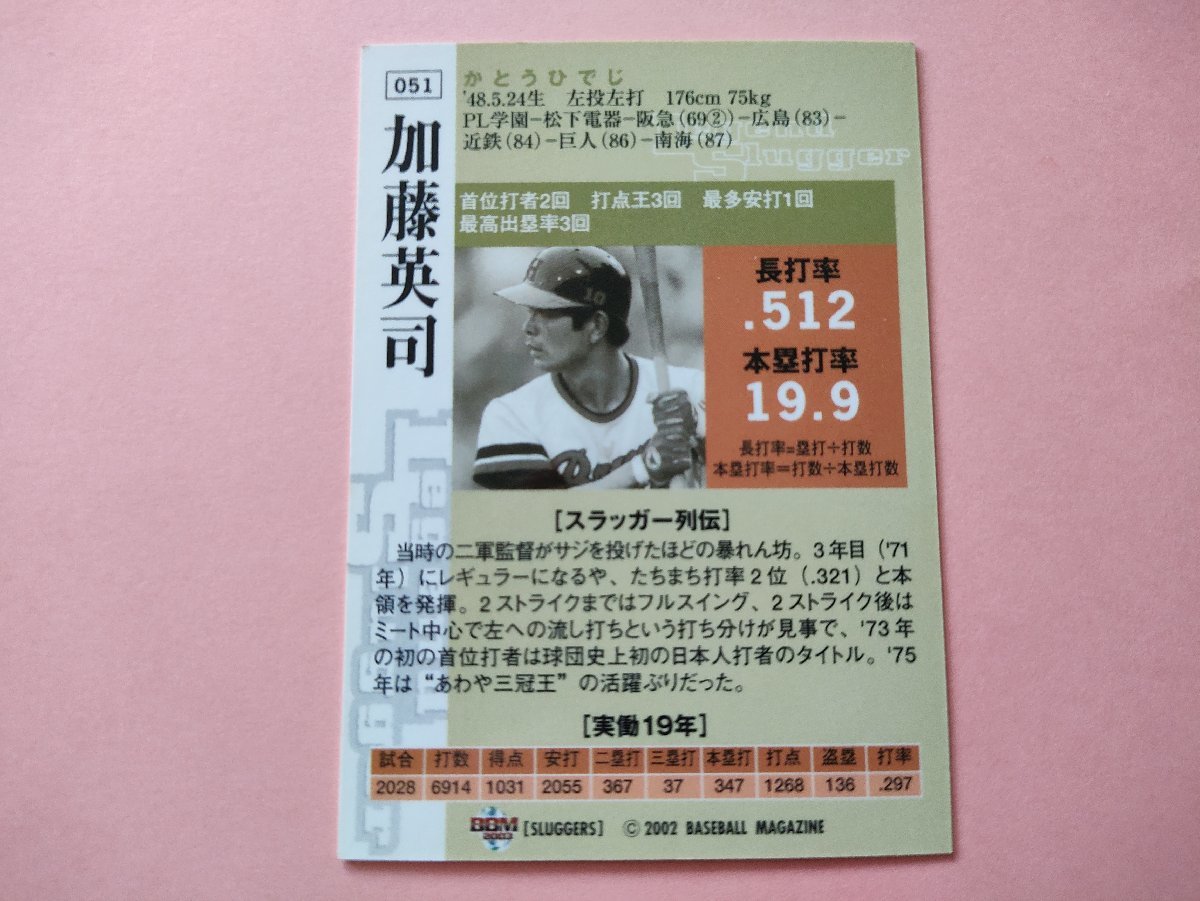 051
加藤英司
かとうひでじ
'48.5.24生 左投左打 176cm 75kg
PL学園−松下電器−阪急(69②)−広島(83)−
近鉄(84)−巨人(86)−南海(87)
Legend
Slugger
首位打者2回 打点王3回 最多安打1回
最高出塁率3回
10
長打率
.512
本塁打率
19.9
長打率=塁打÷打数
本塁打率=打数÷本塁打数
[スラッガー列伝]
当時の二軍監督がサジを投げたほどの暴れん坊。3年目('71
年)にレギュラーになるや、たちまち打率2位(.321)と本
領を発揮。2ストライクまではフルスイング、2ストライク後は
ミート中心で左への流し打ちという打ち分けが見事で、'73年
の初の首位打者は球団史上初の日本人打者のタイトル。'75
年は“あわや三冠王”の活躍ぶりだった。
Legend
Slugger
[実働19年]
試合 打数 得点 安打 二塁打 三塁打 本塁打 打点 盗塁 打率
2028 6914 1031 2055 367 37 347 1268 136 .297
BBM
2002
[SLUGGERS] © 2002 BASEBALL MAGAZINE